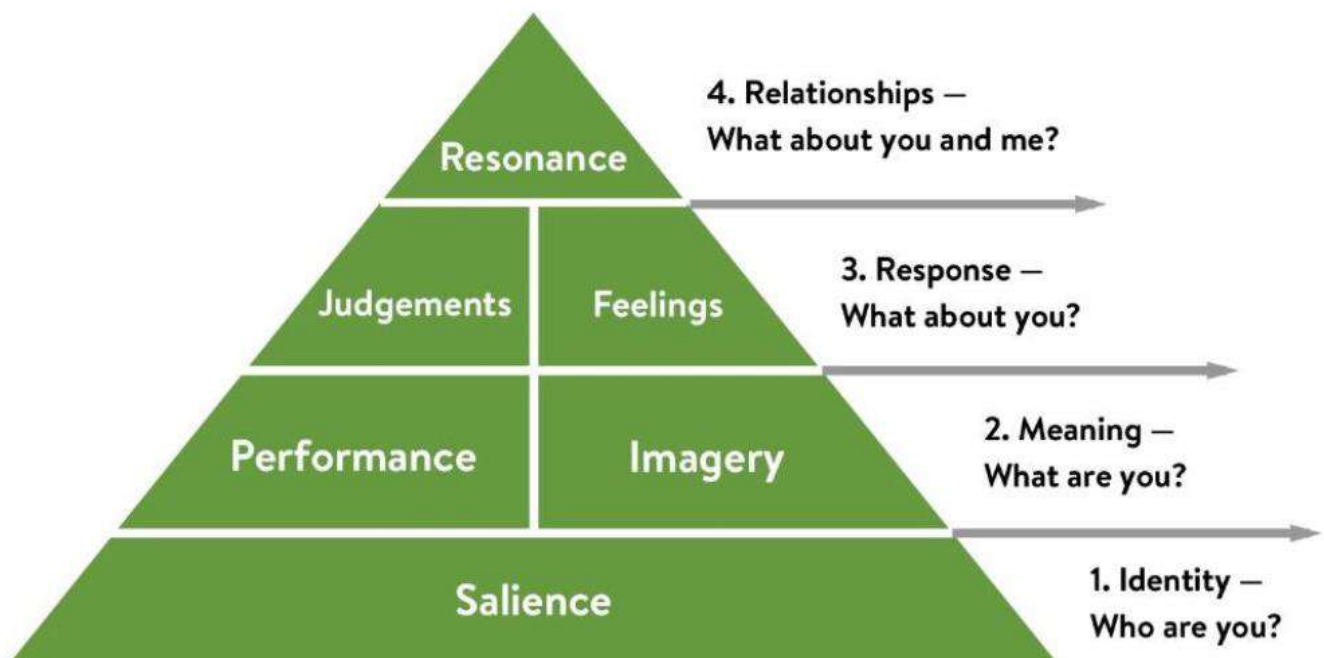 Resonance
4. Relationships —
What about you and me?
Judgements
Feelings
3. Response —
What about you?
Performance
Imagery
2. Meaning —
What are you?
Salience
1. Identity —
Who are you?